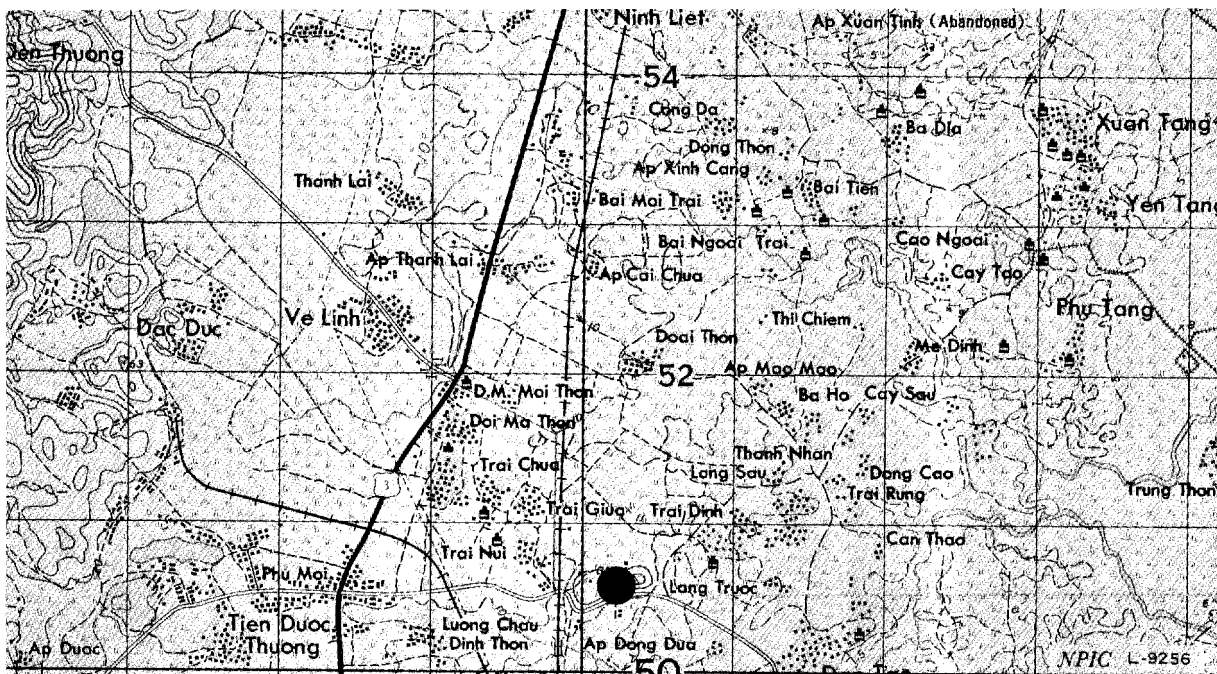 Ninh Liet
Ap Xuan Tinh (Abandoned)
Den Thuong
54
Cong Da
Ba Dia
Xuan Tang
Dong Thon
Ap Xinh Cang
Thanh Lai
Bai Tien
Bai Moi Trai
Yen Tang
Bai Ngoai Trai
Cao Ngoai
Ap Thanh Lai
Ap Cai Chua
Cay Tao
Ve Linh
Thi Chiem
Phu Tang
Dac Duc
Doai Thon
Me Dinh
63
52
Ap Mao Mao
D.M. Moi Thon
Ba Ho
Cay Sau
Doi Ma Thon
Thanh Nhan
Trai Chua
Lang Sau
Dong Cao
Trai Rung
Trung Thon
Trai Giua
Trai Dinh
Can Thao
Trai Nui
Phu Moi
Lang Truoc
Tien Duoc
Thuong
Luong Chau
Dinh Thon
Ap Duoc
Ap Dong Dua
50
NPIC L-9256